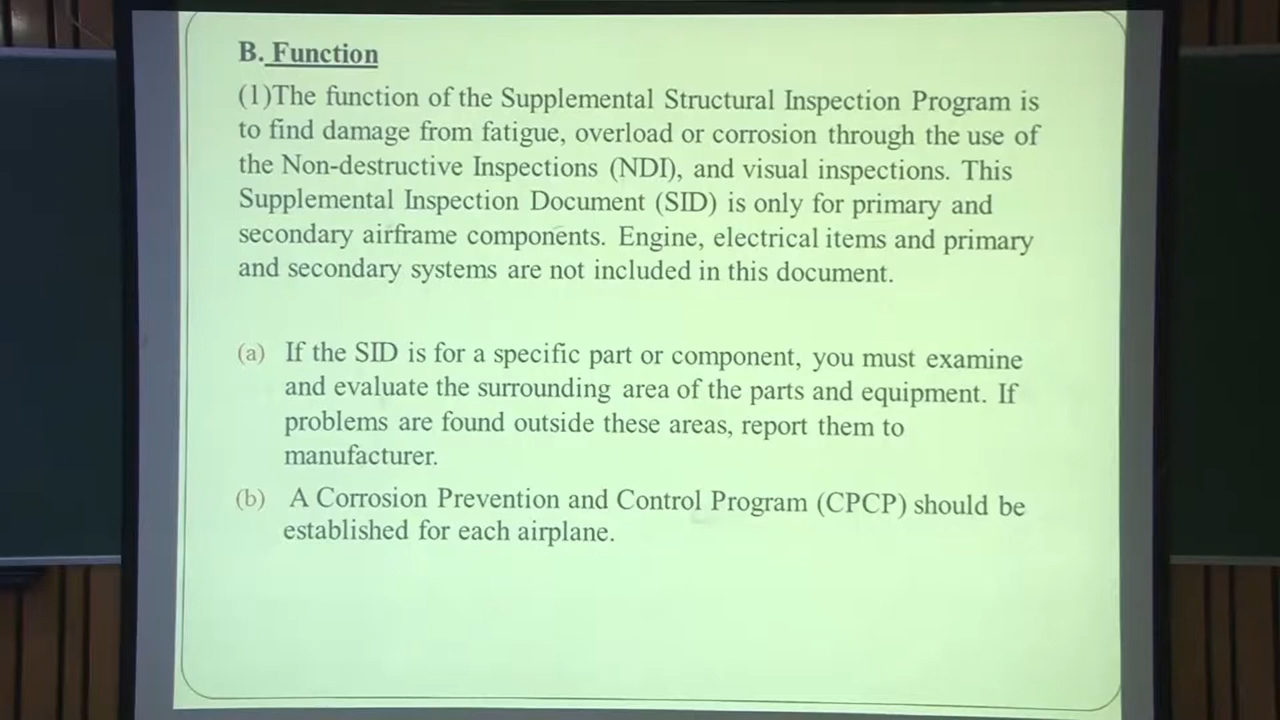 B. Function
(1)The function of the Supplemental Structural Inspection Program is
to find damage from fatigue, overload or corrosion through the use of
the Non-destructive Inspections (NDI), and visual inspections. This
Supplemental Inspection Document (SID) is only for primary and
secondary airframe components. Engine, electrical items and primary
and secondary systems are not included in this document.
(a) If the SID is for a specific part or component, you must examine
and evaluate the surrounding area of the parts and equipment. If
problems are found outside these areas, report them to
manufacturer.
(b) A Corrosion Prevention and Control Program (CPCP) should be
established for each airplane.